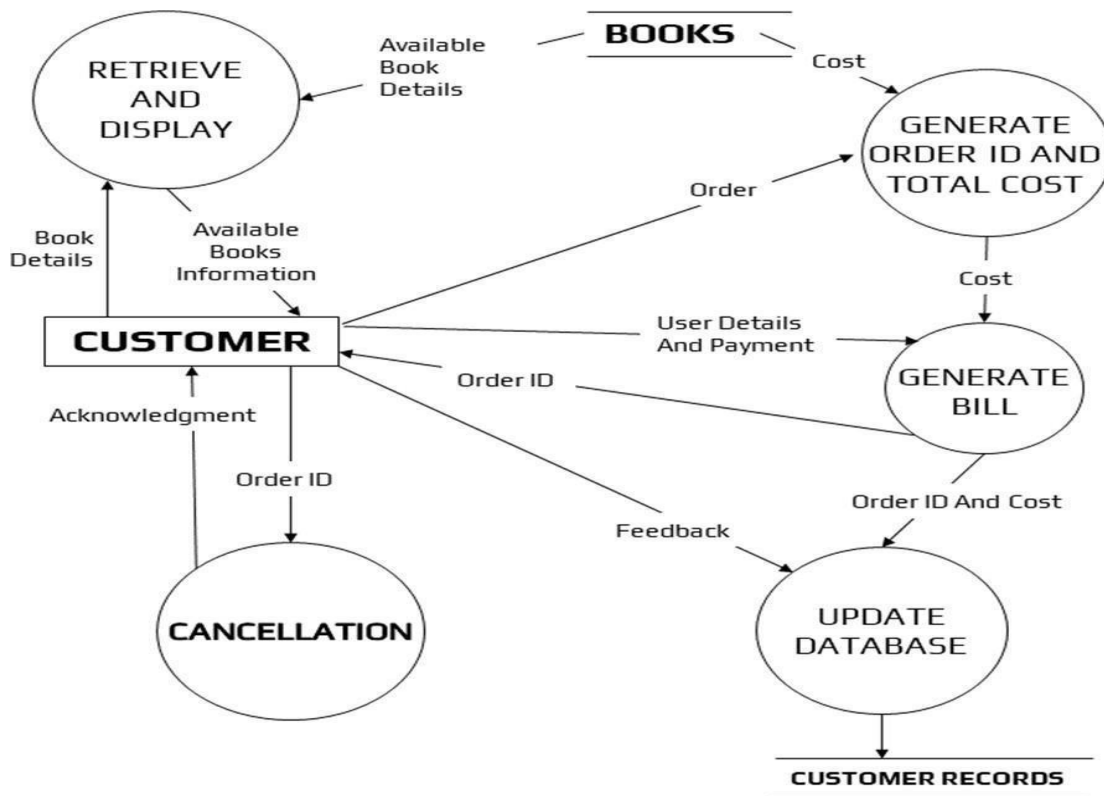 BOOKS
Available
Book
Details
RETRIEVE
AND
DISPLAY
Cost
GENERATE
ORDER ID AND
TOTAL COST
Order
Book
Details
Available
Books
Information
Cost
CUSTOMER
User Details
And Payment
Order ID
GENERATE
BILL
Acknowledgment
Order ID
Order ID And Cost
Feedback
CANCELLATION
UPDATE
DATABASE
CUSTOMER RECORDS